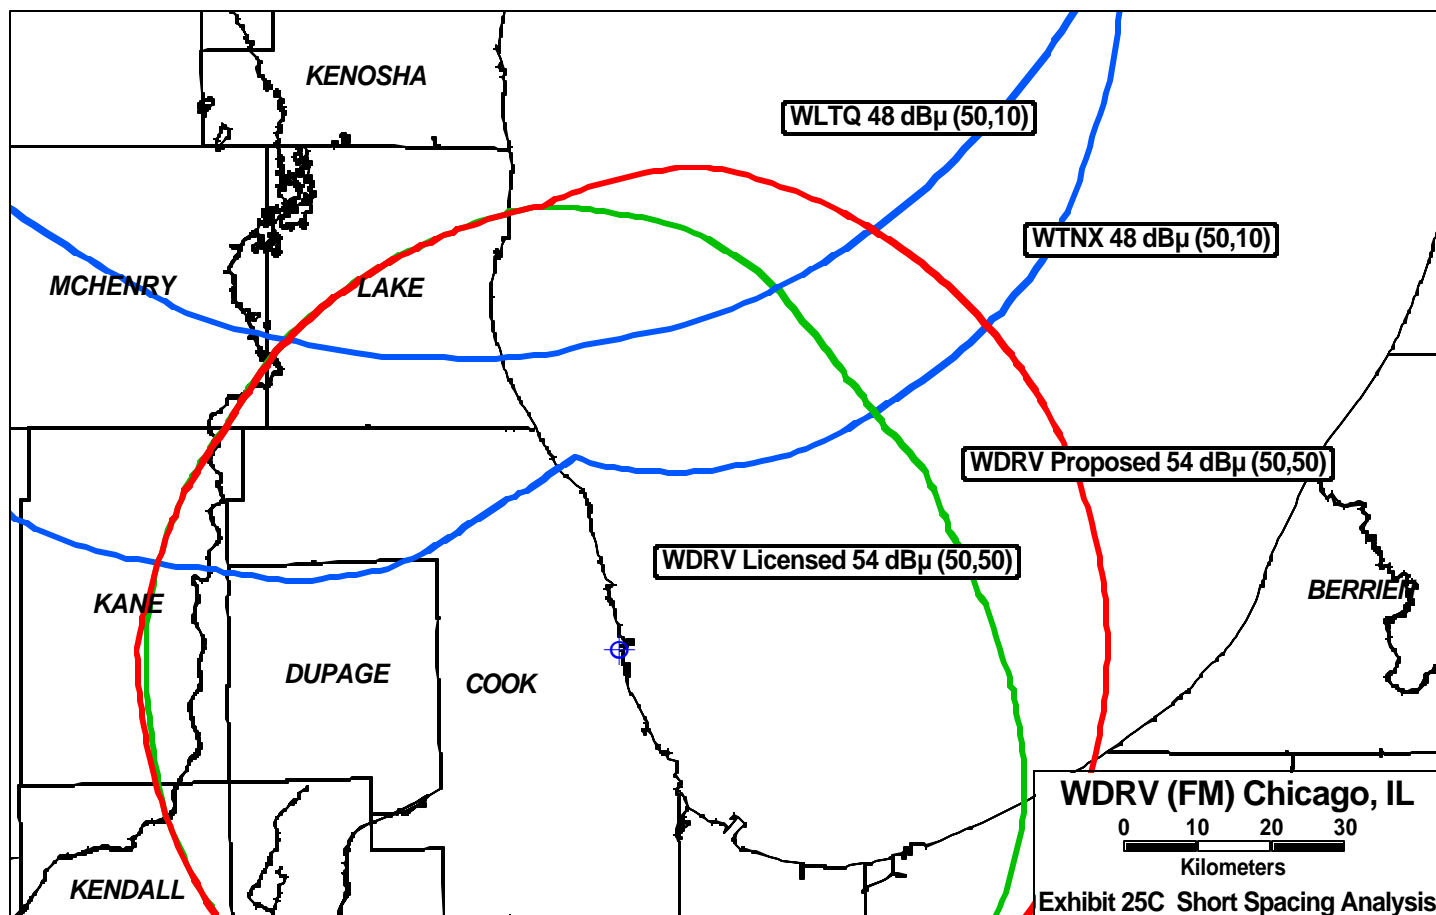 KENOSHA
WLTQ 48 dBµ (50,10)
WTNX 48 dBµ (50,10)
MCHENRY
LAKE
WDRV Proposed 54 dBµ (50,50)
WDRV Licensed 54 dBµ (50,50)
KANE
BERRIEN
DUPAGE
COOK
WDRV (FM) Chicago, IL
0 10 20 30
Kilometers
KENDALL
Exhibit 25C Short Spacing Analysis